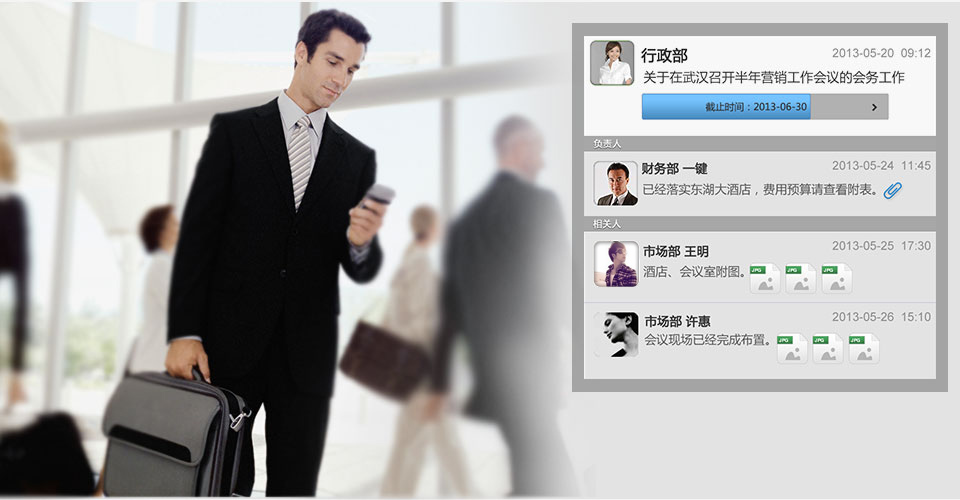 行政部 2013-05-20 09:12
关于在武汉召开半年营销工作会议的会务工作
截止时间：2013-06-30
负责人
财务部 一键 2013-05-24 11:45
已经落实东湖大酒店，费用预算请查看附表。
相关人
市场部 王明 2013-05-25 17:30
酒店、会议室附图。 JPG JPG JPG
市场部 许惠 2013-05-26 15:10
会议现场已经完成布置。 JPG JPG JPG